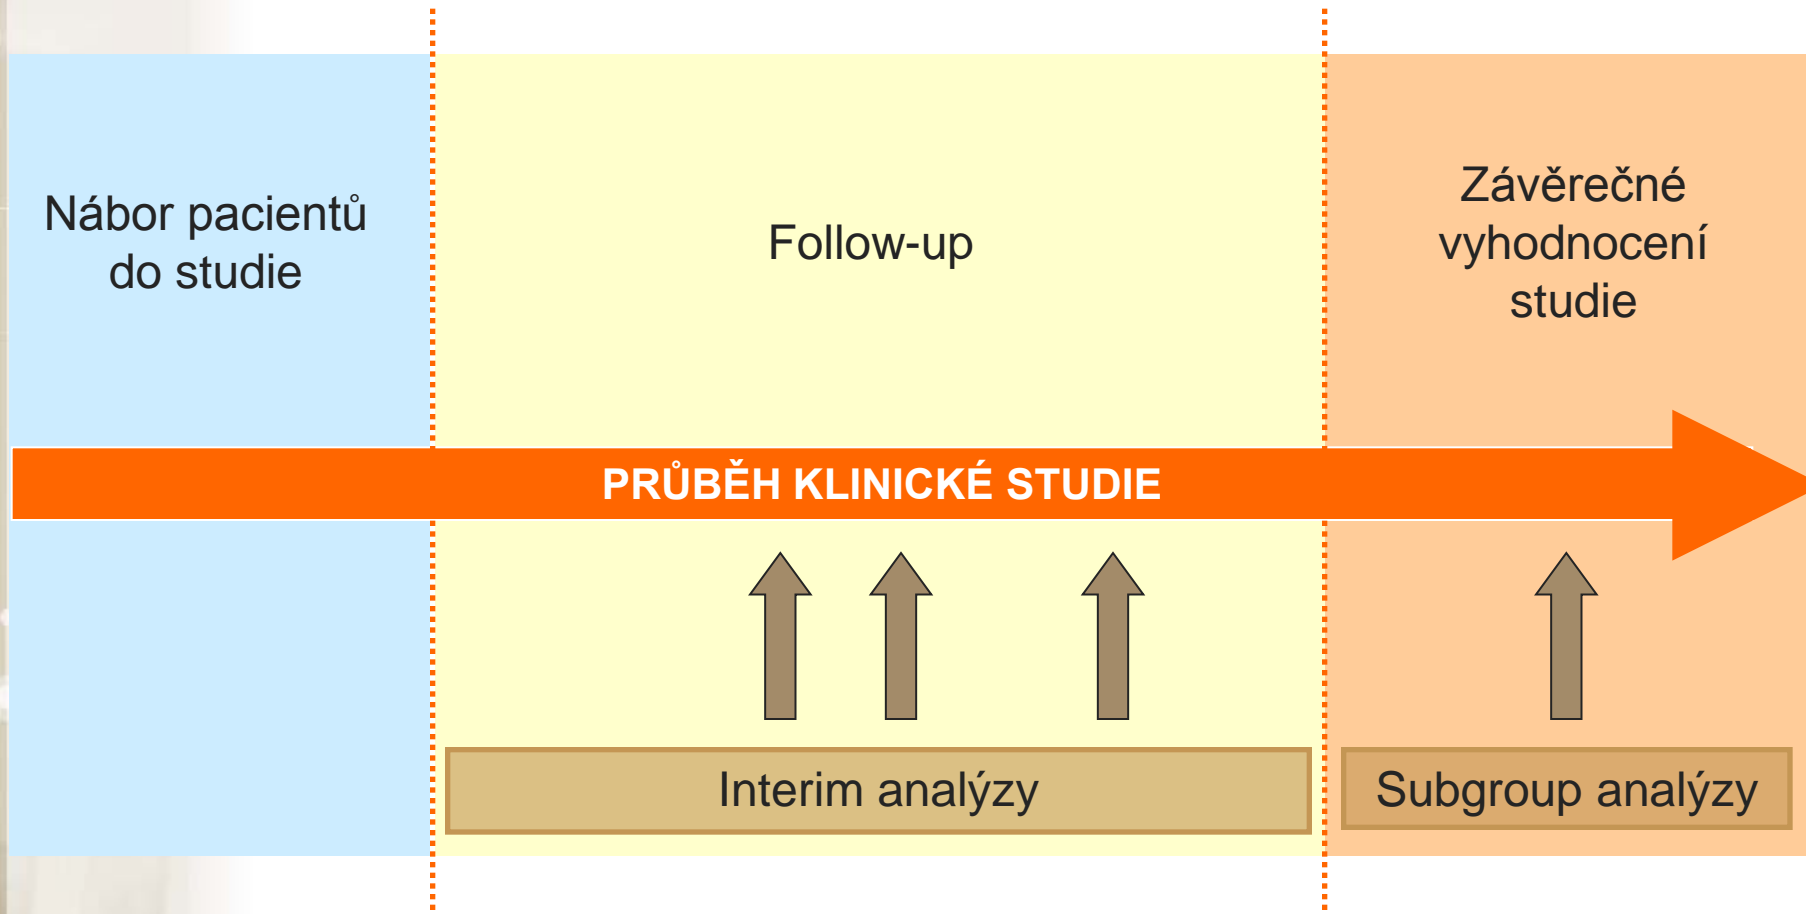 Nábor pacientů
do studie
Follow-up
Závěrečné
vyhodnocení
studie
PRŮBĚH KLINICKÉ STUDIE
Interim analýzy
Subgroup analýzy